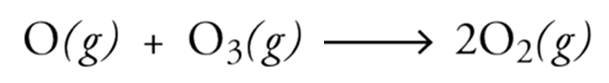 O(g) + O₃(g) ⟶ 2O₂(g)